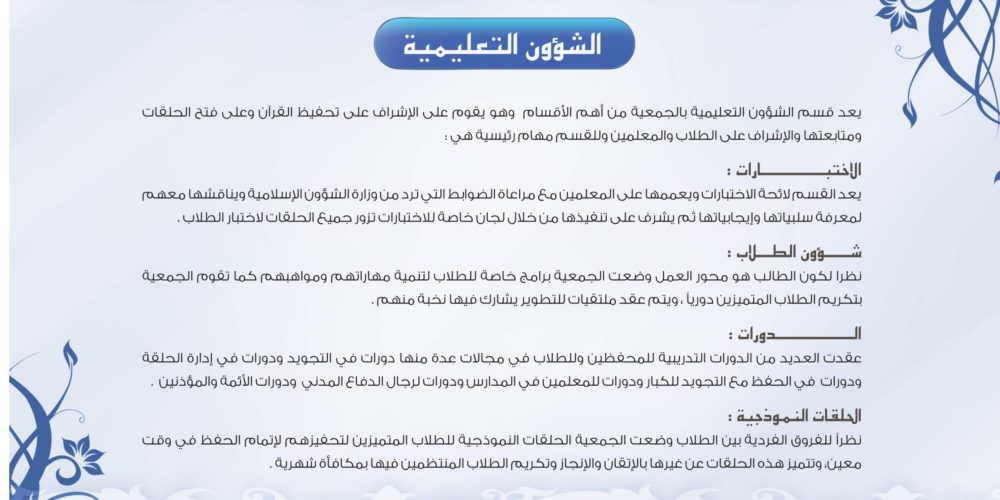 الشؤون التعليمية
يعد قسم الشؤون التعليمية بالجمعية من أهم الأقسام وهو يقوم على الإشراف على تحفيظ القرآن وعلى فتح الحلقات
ومتابعتها والإشراف على الطلاب والمعلمين وللقسم مهام رئيسية هي :
الاختبـــــــــارات :
يعد القسم لائحة الاختبارات ويعممها على المعلمين مع مراعاة الضوابط التي ترد من وزارة الشؤون الإسلامية ويناقشها معهم
لمعرفة سلبياتها وإيجابياتها ثم يشرف على تنفيذها من خلال لجان خاصة للاختبارات تزور جميع الحلقات لاختبار الطلاب .
شـــؤون الطـــلاب :
نظرا لكون الطالب هو محور العمل وضعت الجمعية برامج خاصة للطلاب لتنمية مهاراتهم ومواهبهم كما تقوم الجمعية
بتكريم الطلاب المتميزين دورياً ، ويتم عقد ملتقيات للتطوير يشارك فيها نخبة منهم .
الـــــــــدورات :
عقدت العديد من الدورات التدريبية للمحفظين وللطلاب في مجالات عدة منها دورات في التجويد ودورات في إدارة الحلقة
ودورات في الحفظ مع التجويد للكبار ودورات للمعلمين في المدارس ودورات لرجال الدفاع المدني ودورات الأئمة والمؤذنين .
الحلقات النموذجية :
نظراً للفروق الفردية بين الطلاب وضعت الجمعية الحلقات النموذجية للطلاب المتميزين لتحفيزهم لإتمام الحفظ في وقت
معين، وتتميز هذه الحلقات عن غيرها بالإتقان والإنجاز وتكريم الطلاب المنتظمين فيها بمكافأة شهرية .